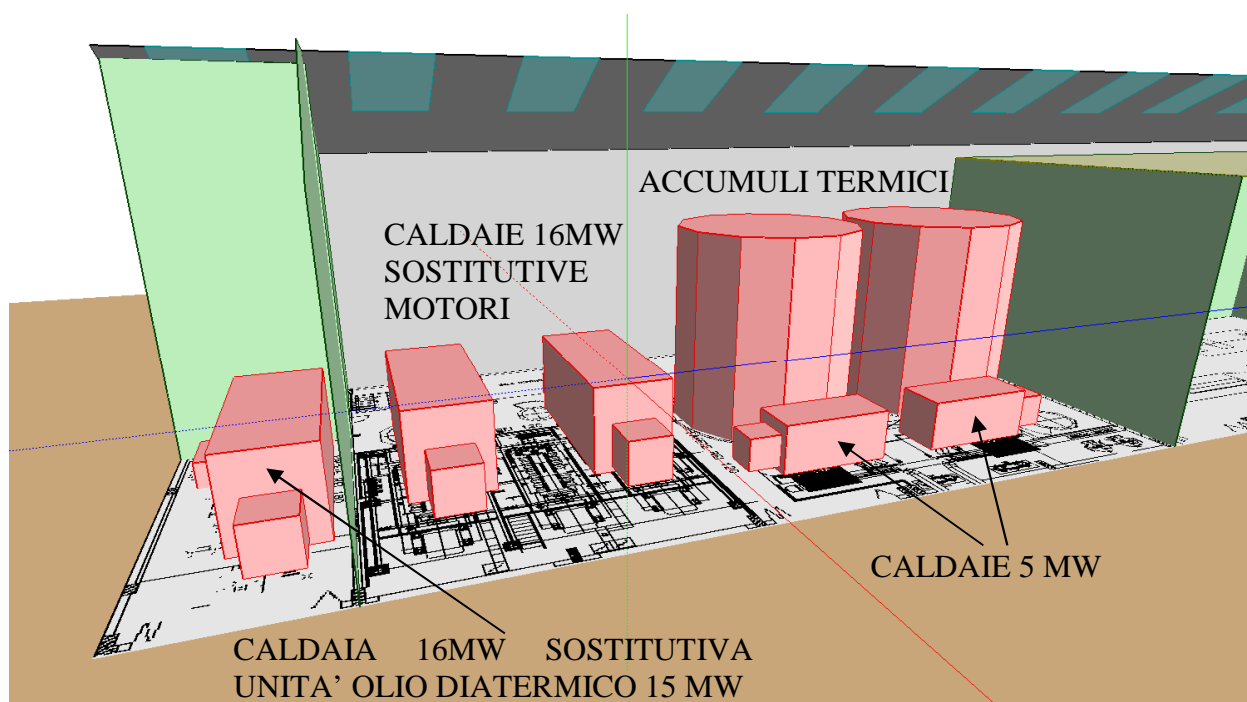 ACCUMULI TERMICI
CALDAIE 16MW
SOSTITUTIVE
MOTORI
CALDAIE 5 MW
CALDAIA 16MW SOSTITUTIVA
UNITA’ OLIO DIATERMICO 15 MW